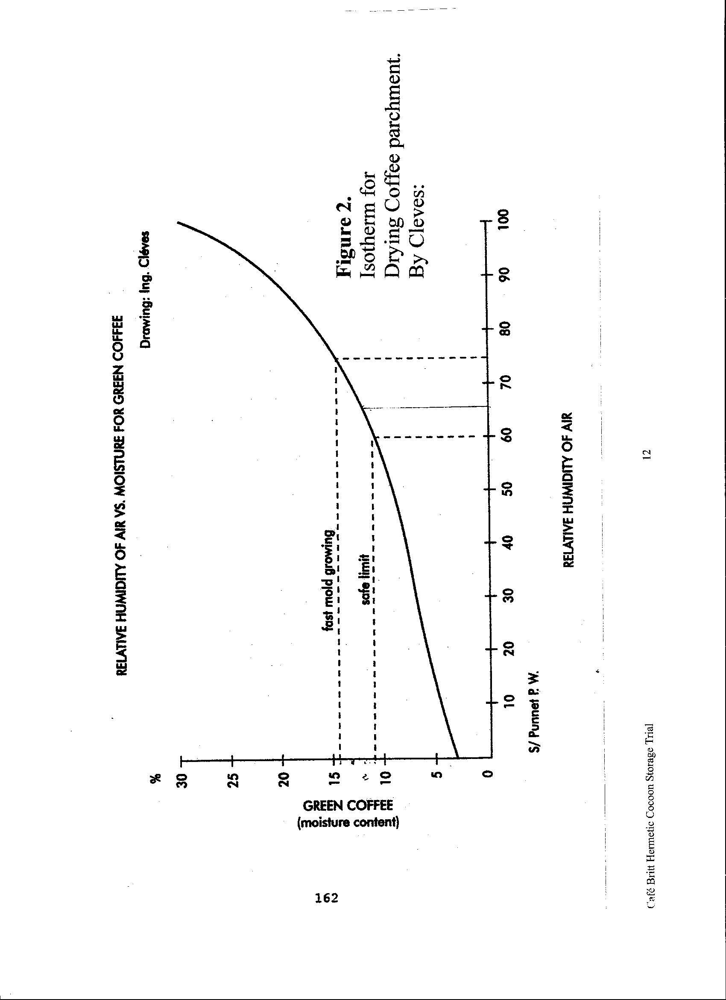 RELATIVE HUMIDITY OF AIR VS. MOISTURE FOR GREEN COFFEE
Drawing: Ing. Cléves
%
30
25
20
15
10
5
0
GREEN COFFEE
(moisture content)
fast mold growing
safe limit
Figure 2.
Isotherm for
Drying Coffee parchment.
By Cleves:
10 20 30 40 50 60 70 80 90 100
S/ Punnet P. W.
RELATIVE HUMIDITY OF AIR
162
Café Britt Hermetic Cocoon Storage Trial
12